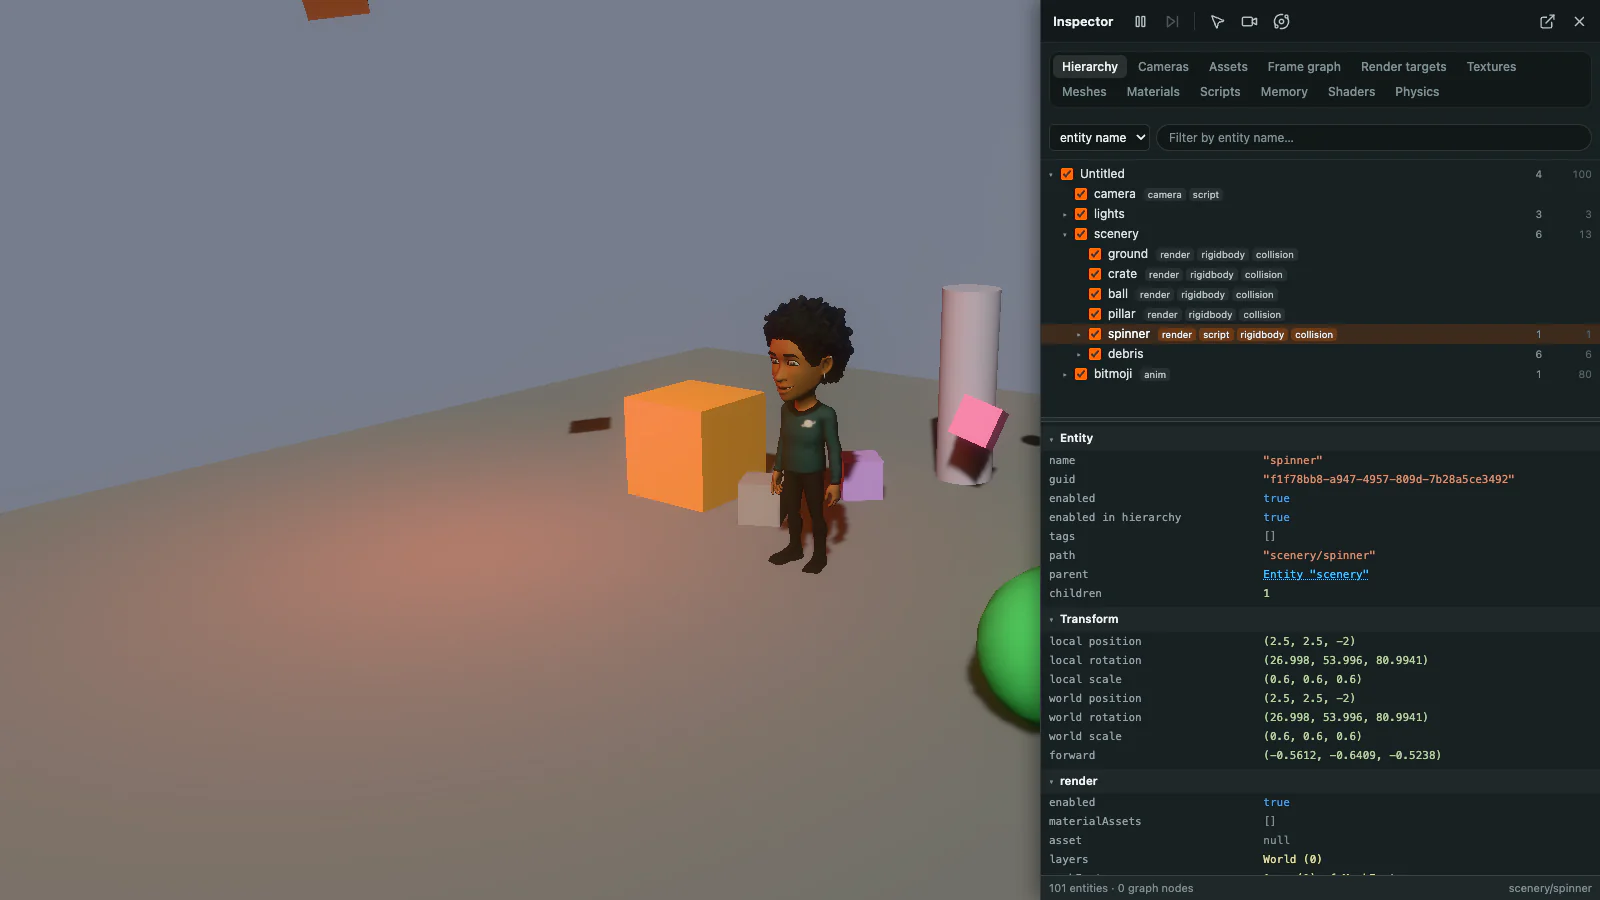 Inspector
Hierarchy Cameras Assets Frame graph Render targets Textures
Meshes Materials Scripts Memory Shaders Physics
entity name Filter by entity name...
Untitled 4 100
camera camera script
lights 3 3
scenery 6 13
ground render rigidbody collision
crate render rigidbody collision
ball render rigidbody collision
pillar render rigidbody collision
spinner render script rigidbody collision 1 1
debris 6 6
bitmoji anim 1 80
Entity
name "spinner"
guid "f1f78bb8-a947-4957-809d-7b28a5ce3492"
enabled true
enabled in hierarchy true
tags []
path "scenery/spinner"
parent Entity "scenery"
children 1
Transform
local position (2.5, 2.5, −2)
local rotation (26.998, 53.996, 80.9941)
local scale (0.6, 0.6, 0.6)
world position (2.5, 2.5, −2)
world rotation (26.998, 53.996, 80.9941)
world scale (0.6, 0.6, 0.6)
forward (−0.5612, −0.6409, −0.5238)
render
enabled true
materialAssets []
asset null
layers World (0)
101 entities · 0 graph nodes scenery/spinner